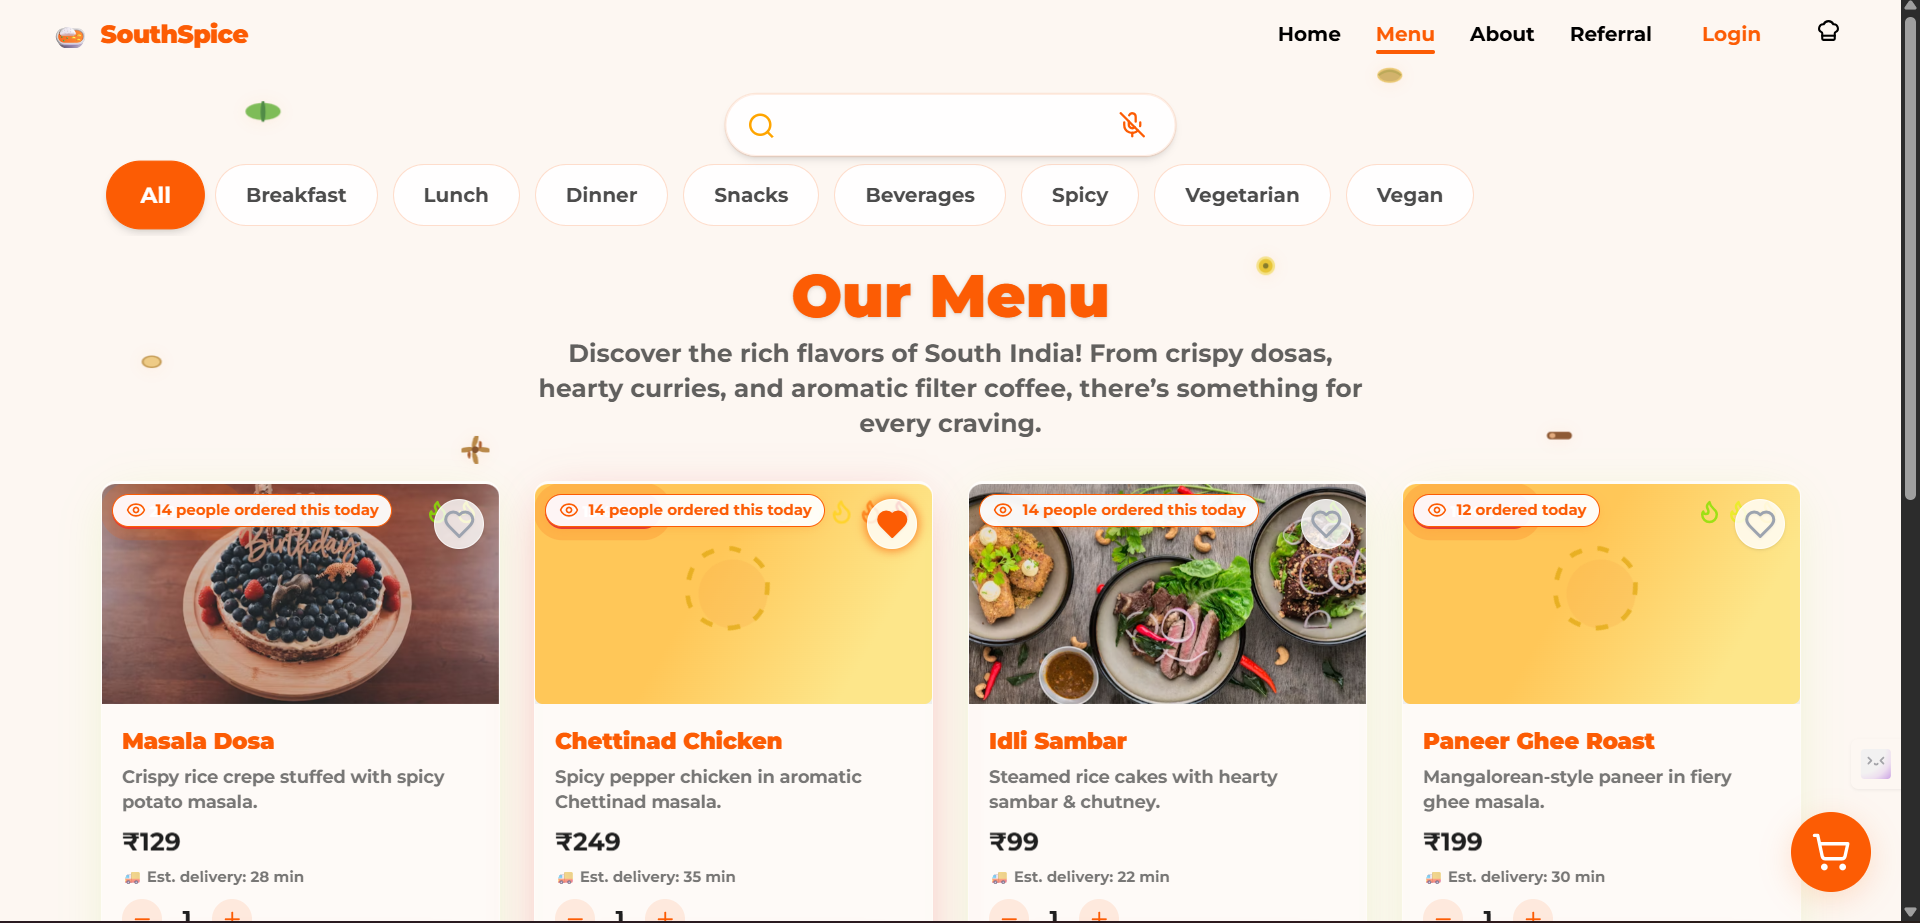 SouthSpice
Home
Menu
About
Referral
Login
All
Breakfast
Lunch
Dinner
Snacks
Beverages
Spicy
Vegetarian
Vegan
Our Menu
Discover the rich flavors of South India! From crispy dosas,
hearty curries, and aromatic filter coffee, there’s something for
every craving.
14 people ordered this today
Birthday
Masala Dosa
Crispy rice crepe stuffed with spicy
potato masala.
₹129
Est. delivery: 28 min
1
14 people ordered this today
Chettinad Chicken
Spicy pepper chicken in aromatic
Chettinad masala.
₹249
Est. delivery: 35 min
1
14 people ordered this today
Idli Sambar
Steamed rice cakes with hearty
sambar & chutney.
₹99
Est. delivery: 22 min
1
12 ordered today
Paneer Ghee Roast
Mangalorean-style paneer in fiery
ghee masala.
₹199
Est. delivery: 30 min
1